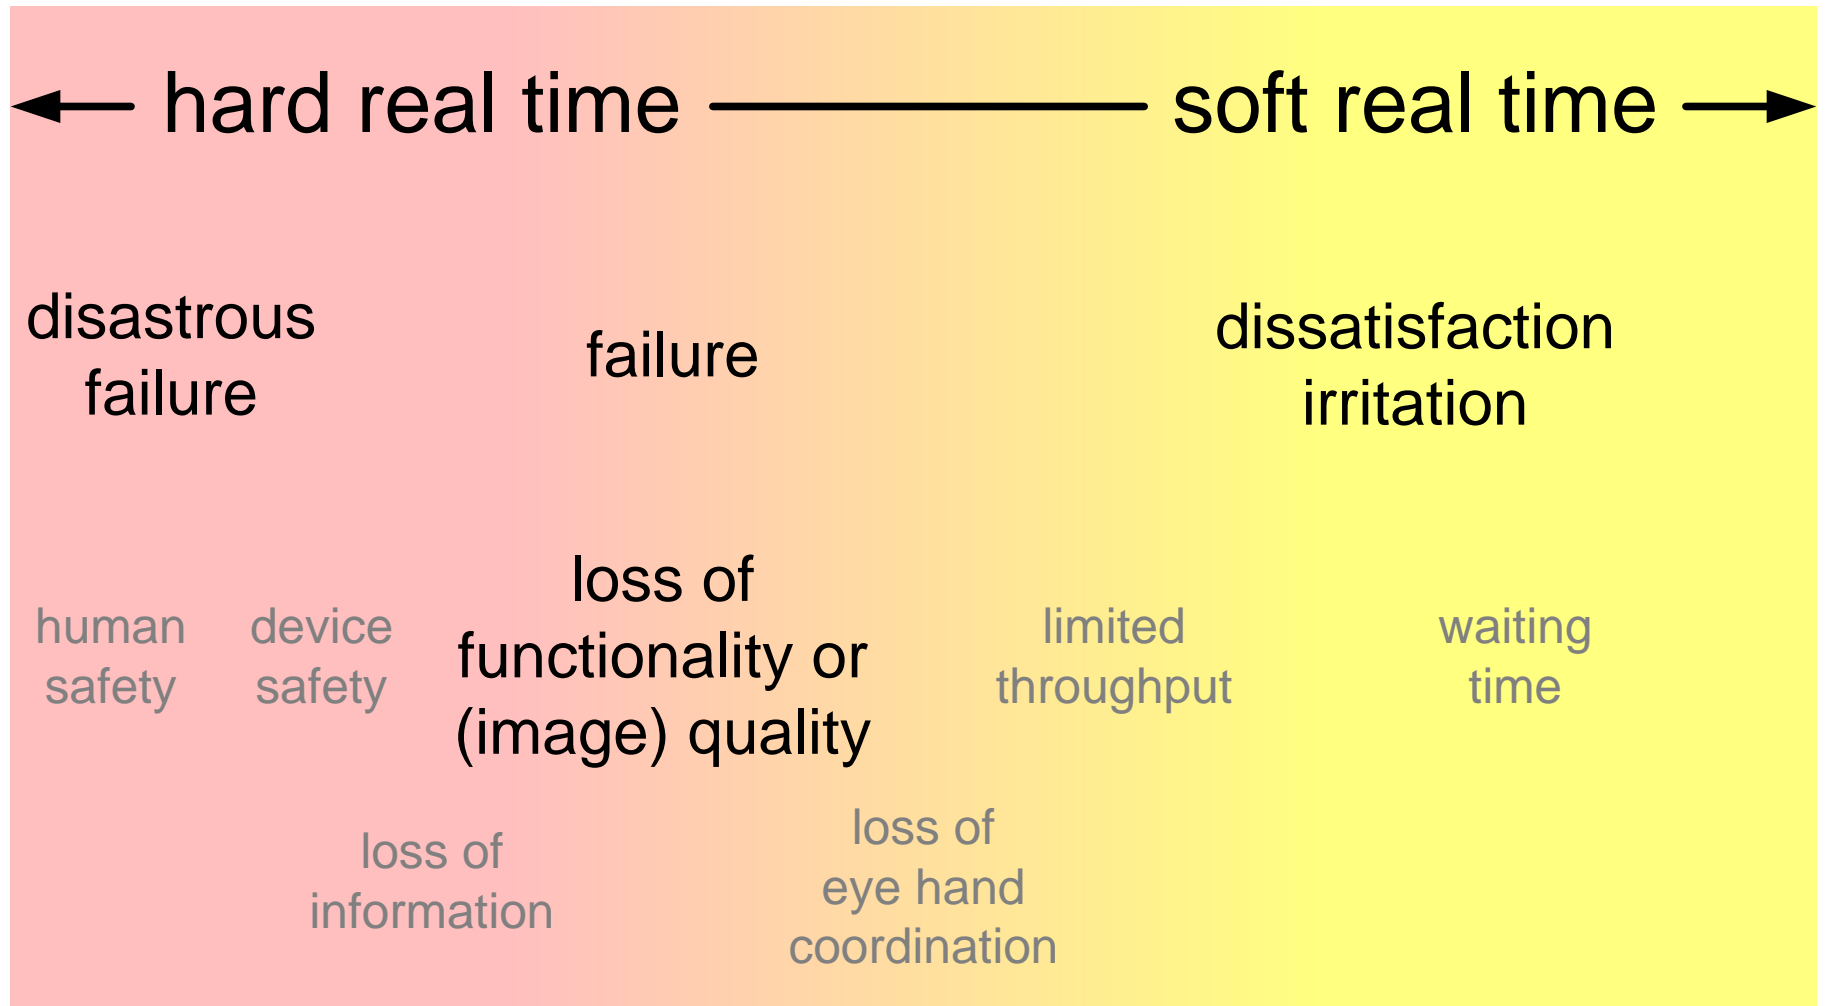 hard real time
soft real time
disastrous
failure
failure
dissatisfaction
irritation
human
safety
device
safety
loss of
functionality or
(image) quality
limited
throughput
waiting
time
loss of
information
loss of
eye hand
coordination